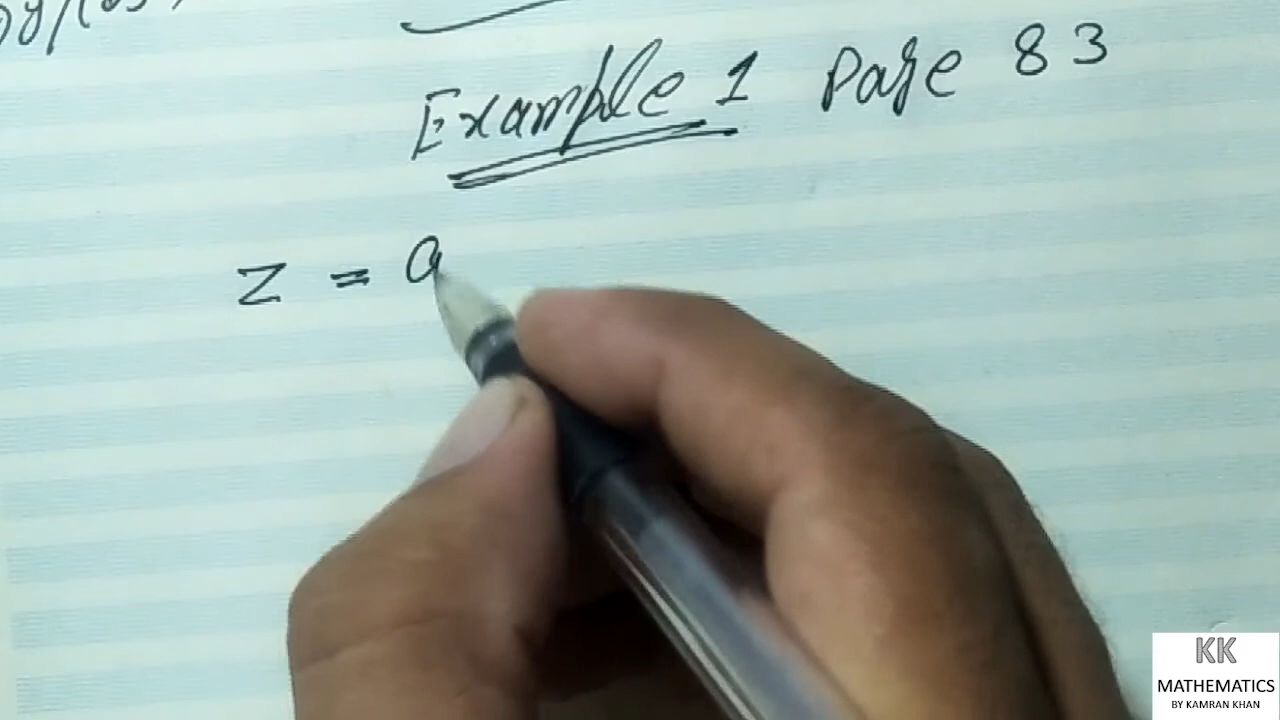 Example 1 Page 83
z = a
KK
MATHEMATICS
BY KAMRAN KHAN